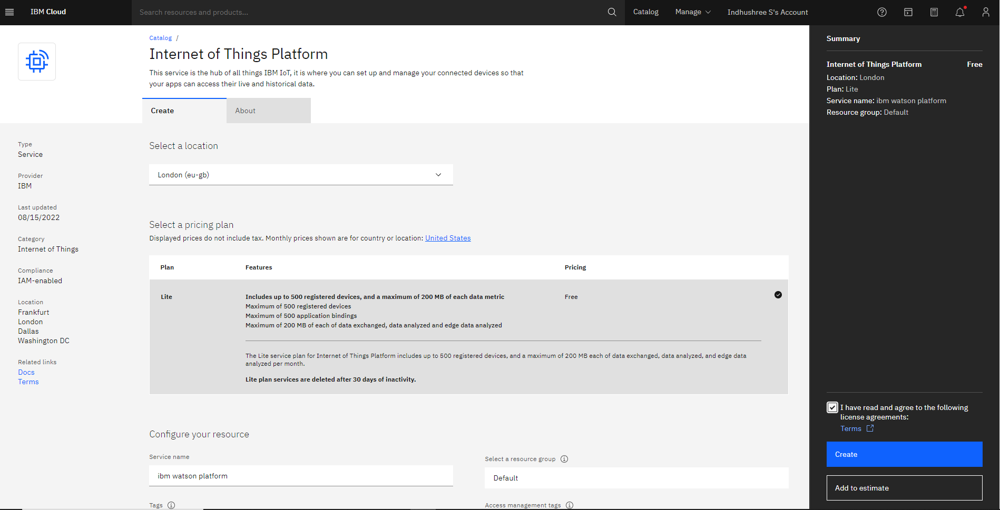 IBM Cloud
Search resources and products...
Catalog
Manage
Indhushree S's Account
Catalog /
Internet of Things Platform
This service is the hub of all things IBM IoT, it is where you can set up and manage your connected devices so that
your apps can access their live and historical data.
Create
About
Type
Service
Provider
IBM
Last updated
08/15/2022
Category
Internet of Things
Compliance
IAM-enabled
Location
Frankfurt
London
Dallas
Washington DC
Related links
Docs
Terms
Select a location
London (eu-gb)
Select a pricing plan
Displayed prices do not include tax. Monthly prices shown are for country or location: United States
Plan Features Pricing
Lite
Includes up to 500 registered devices, and a maximum of 200 MB of each data metric
Maximum of 500 registered devices
Maximum of 500 application bindings
Maximum of 200 MB of each of data exchanged, data analyzed and edge data analyzed
Free
The Lite service plan for Internet of Things Platform includes up to 500 registered devices, and a maximum of 200 MB each of data exchanged, data analyzed, and edge data
analyzed per month.
Lite plan services are deleted after 30 days of inactivity.
Configure your resource
Service name
ibm watson platform
Select a resource group
Default
Tags
Access management tags
Summary
Internet of Things Platform Free
Location: London
Plan: Lite
Service name: ibm watson platform
Resource group: Default
I have read and agree to the following
license agreements:
Terms
Create
Add to estimate